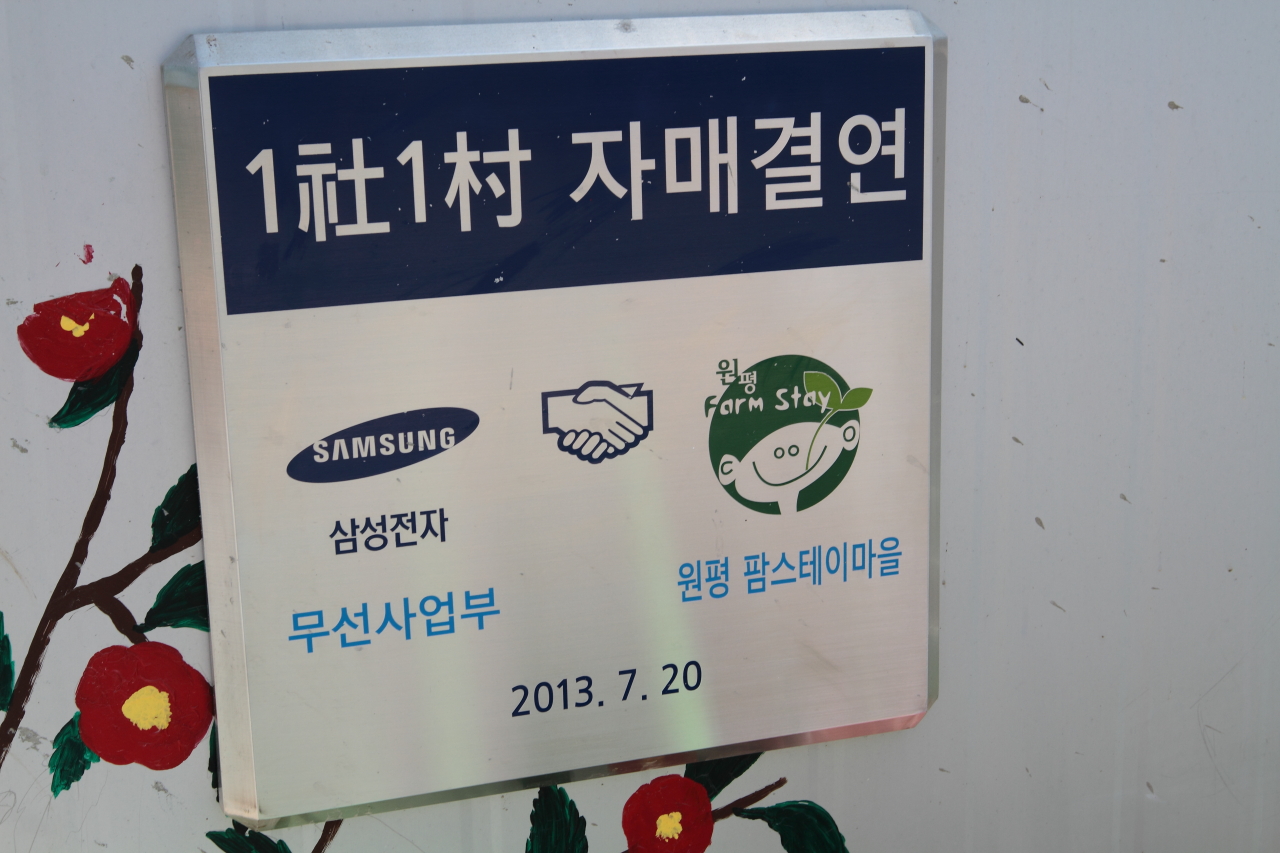 1社1村 자매결연
SAMSUNG
삼성전자
무선사업부
원평
Farm Stay
원평 팜스테이마을
2013. 7. 20